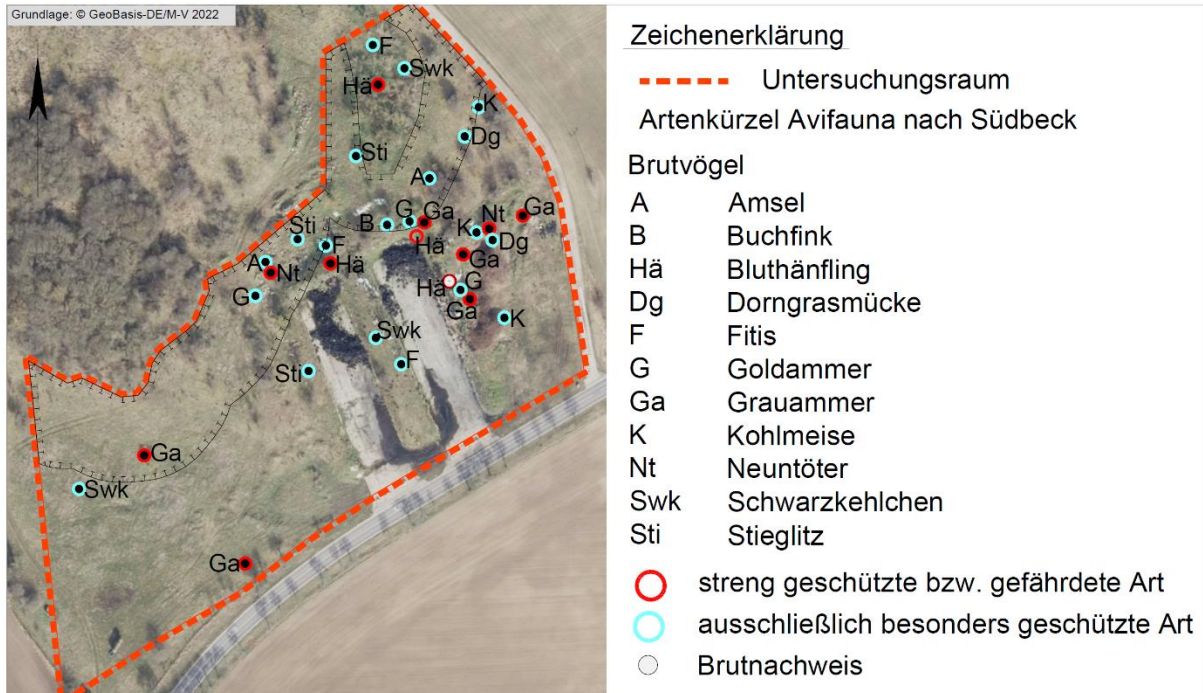 Grundlage: © GeoBasis-DE/M-V 2022
F
Swk
Hä
K
Dg
Sti
A
Ga
G
Ga
Nt
B
K
Sti
Hä
Dg
F
Ga
A
Hä
Nt
Hä
G
G
Ga
K
Swk
F
Sti
Ga
Swk
Ga
Zeichenerklärung
Untersuchungsraum
Artenkürzel Avifauna nach Südbeck
Brutvögel
A Amsel
B Buchfink
Hä Bluthänfling
Dg Dorngrasmücke
F Fitis
G Goldammer
Ga Grauammer
K Kohlmeise
Nt Neuntöter
Swk Schwarzkehlchen
Sti Stieglitz
streng geschützte bzw. gefährdete Art
ausschließlich besonders geschützte Art
Brutnachweis